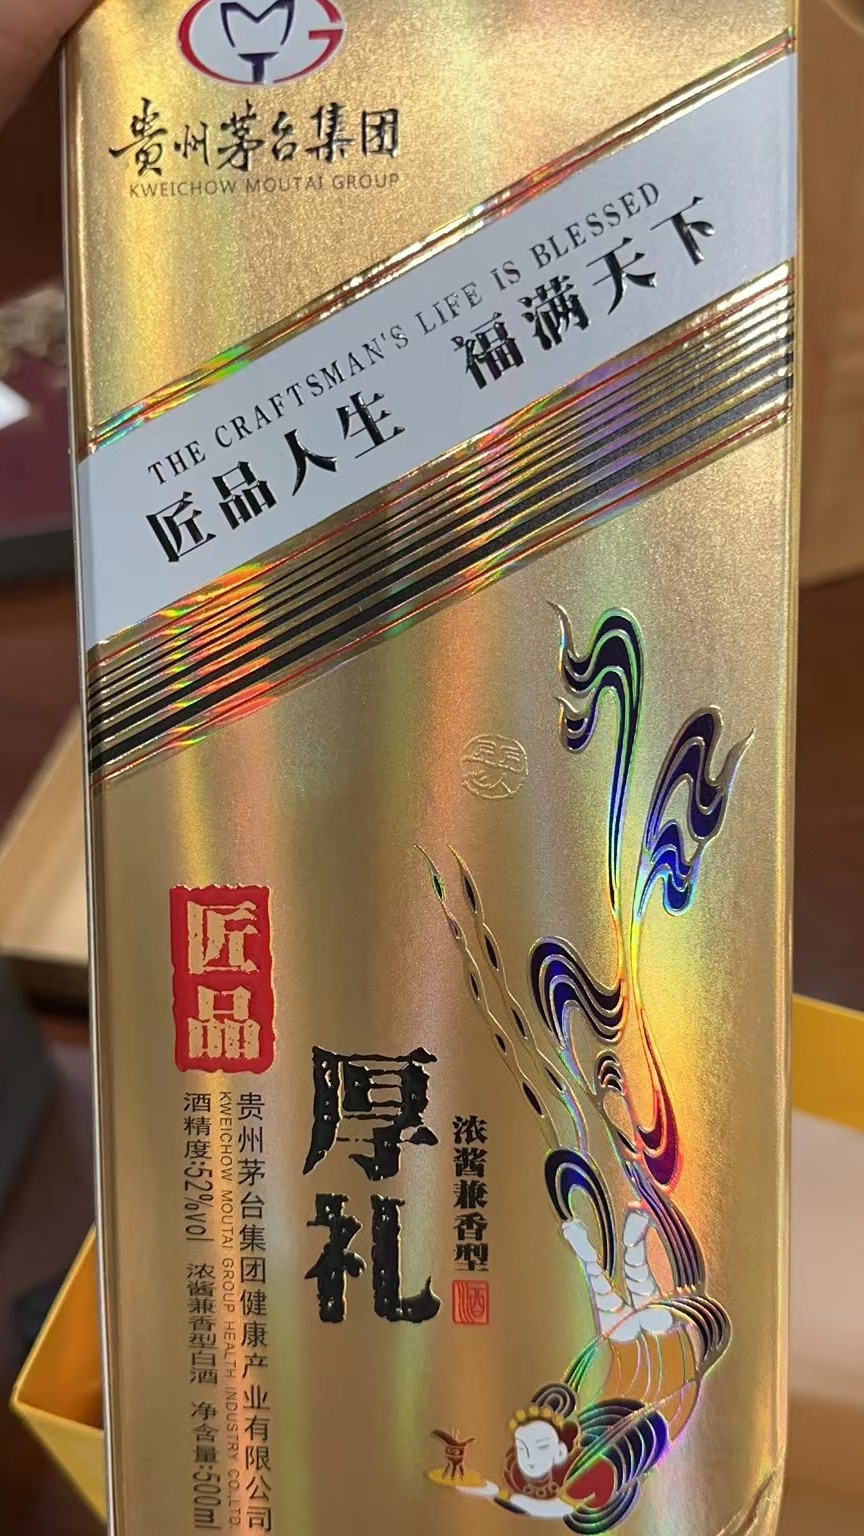 贵州茅台集团
KWEICHOW MOUTAI GROUP
THE CRAFTSMAN'S LIFE IS BLESSED
匠品人生 福满天下
匠品
厚礼
浓酱兼香型
酒
贵州茅台集团健康产业有限公司
KWEICHOW MOUTAI GROUP HEALTH INDUSTRY CO.,LTD.
酒精度:52%vol 浓酱兼香型白酒 净含量:500ml